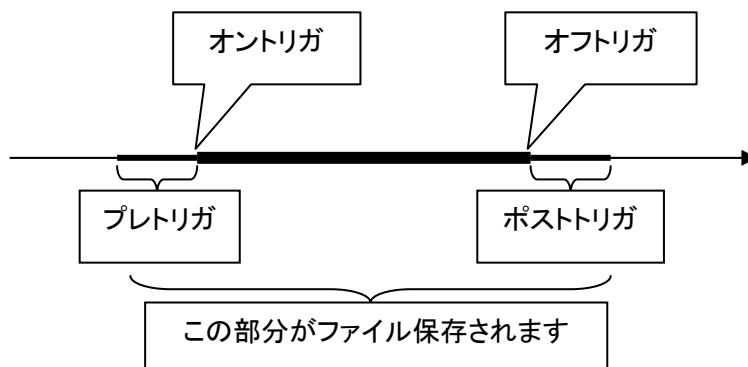 オントリガ
オフトリガ
プレトリガ
ポストトリガ
この部分がファイル保存されます